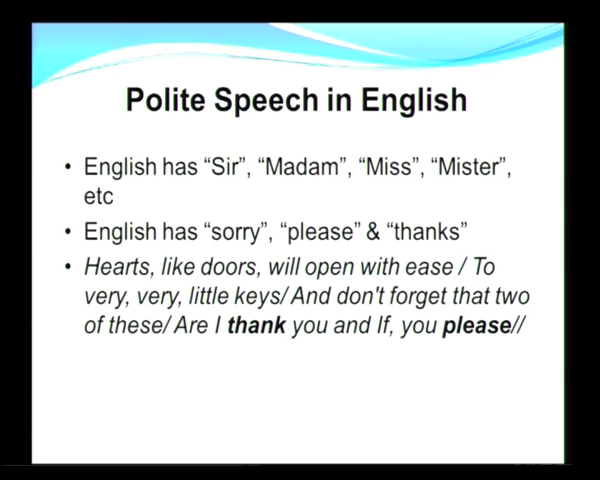 Polite Speech in English
• English has “Sir”, “Madam”, “Miss”, “Mister”,
etc
• English has “sorry”, “please” & “thanks”
• Hearts, like doors, will open with ease / To
very, very, little keys/ And don't forget that two
of these/ Are I thank you and If, you please//